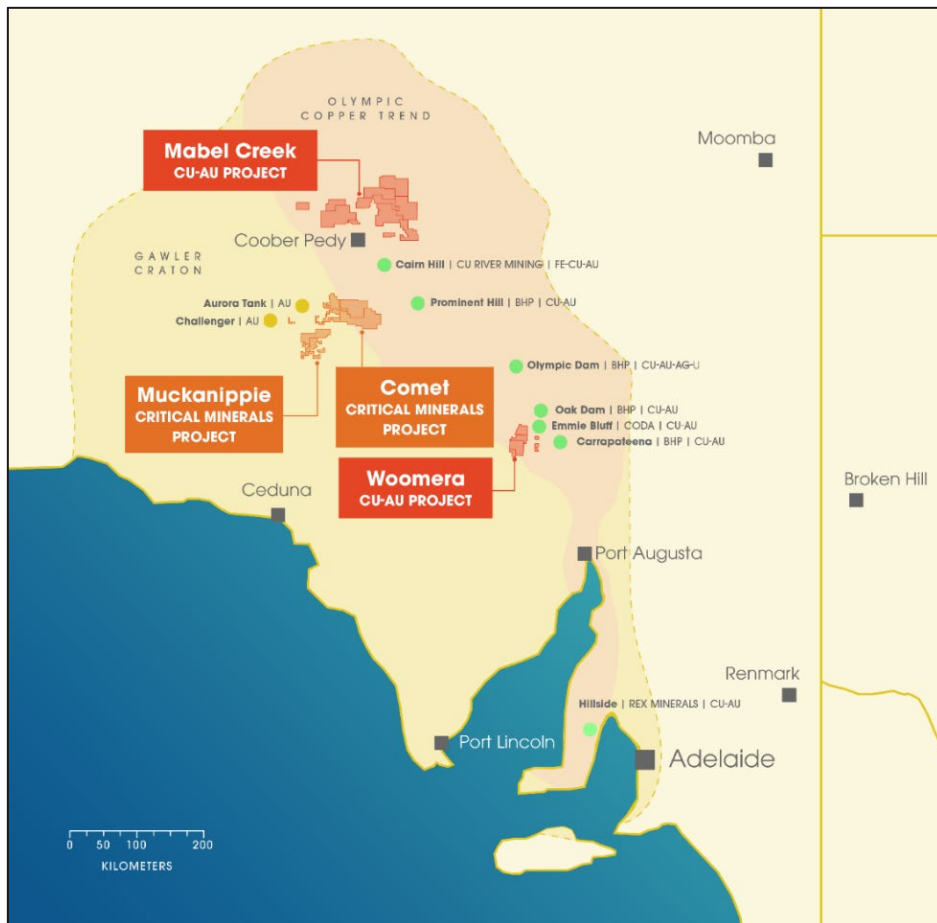 OLYMPIC
COPPER TREND
Mabel Creek
CU-AU PROJECT
Moomba
Coober Pedy
GAWLER
CRATON
Cairn Hill | CU RIVER MINING | FE-CU-AU
Aurora Tank | AU
Prominent Hill | BHP | CU-AU
Challenger | AU
Olympic Dam | BHP | CU-AU-AG-U
Muckanippie
CRITICAL MINERALS
PROJECT
Comet
CRITICAL MINERALS
PROJECT
Oak Dam | BHP | CU-AU
Emmie Bluff | CODA | CU-AU
Carrapateena | BHP | CU-AU
Woomera
CU-AU PROJECT
Broken Hill
Ceduna
Port Augusta
Renmark
Hillside | REX MINERALS | CU-AU
Port Lincoln
Adelaide
0 50 100 200
KILOMETERS